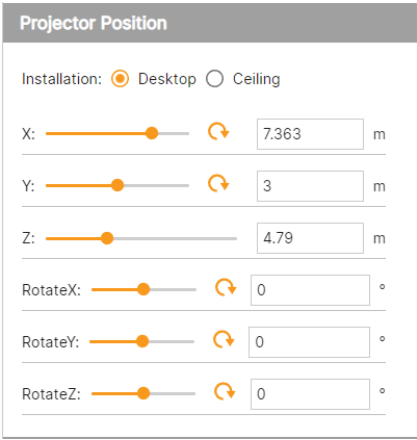 Projector Position
Installation: Desktop Ceiling
X: 7.363 m
Y: 3 m
Z: 4.79 m
RotateX: 0 °
RotateY: 0 °
RotateZ: 0 °